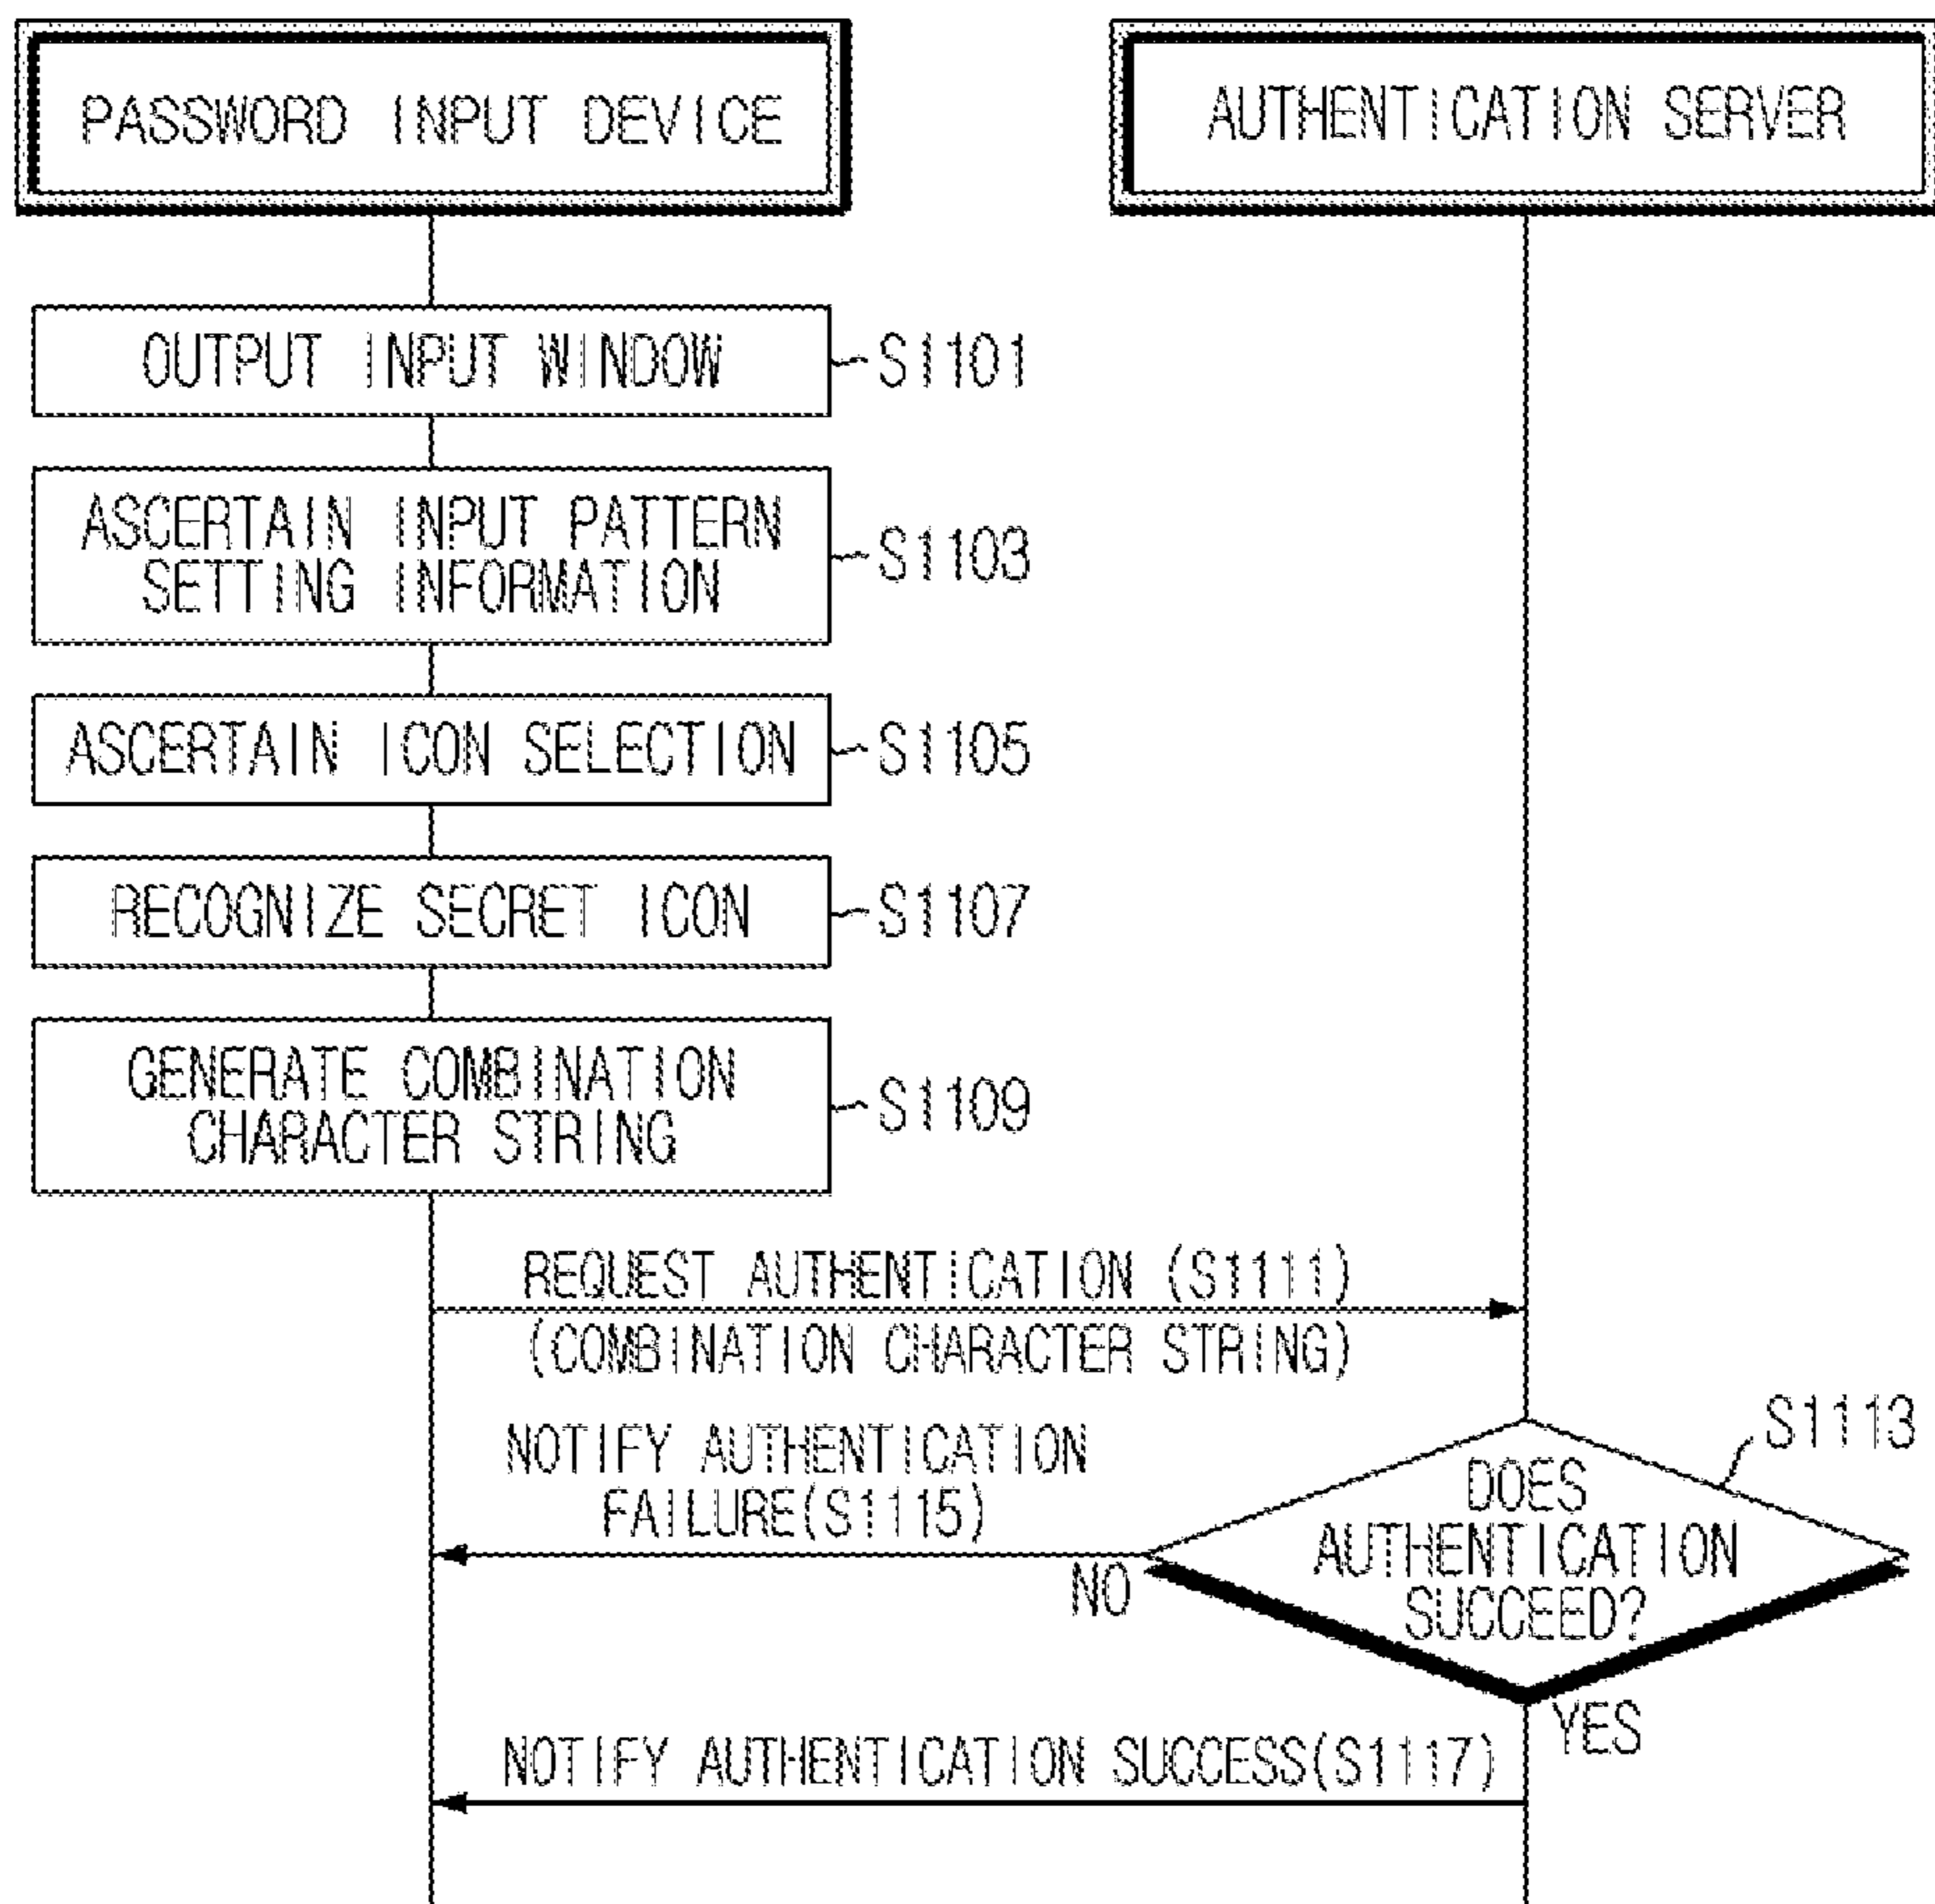 PASSWORD INPUT DEVICE
AUTHENTICATION SERVER
OUTPUT INPUT WINDOW
S1101
ASCERTAIN INPUT PATTERN
SETTING INFORMATION
S1103
ASCERTAIN ICON SELECTION
S1105
RECOGNIZE SECRET ICON
S1107
GENERATE COMBINATION
CHARACTER STRING
S1109
REQUEST AUTHENTICATION (S1111)
(COMBINATION CHARACTER STRING)
NOTIFY AUTHENTICATION
FAILURE(S1115)
S1113
DOES
AUTHENTICATION
SUCCEED?
NO
YES
NOTIFY AUTHENTICATION SUCCESS(S1117)